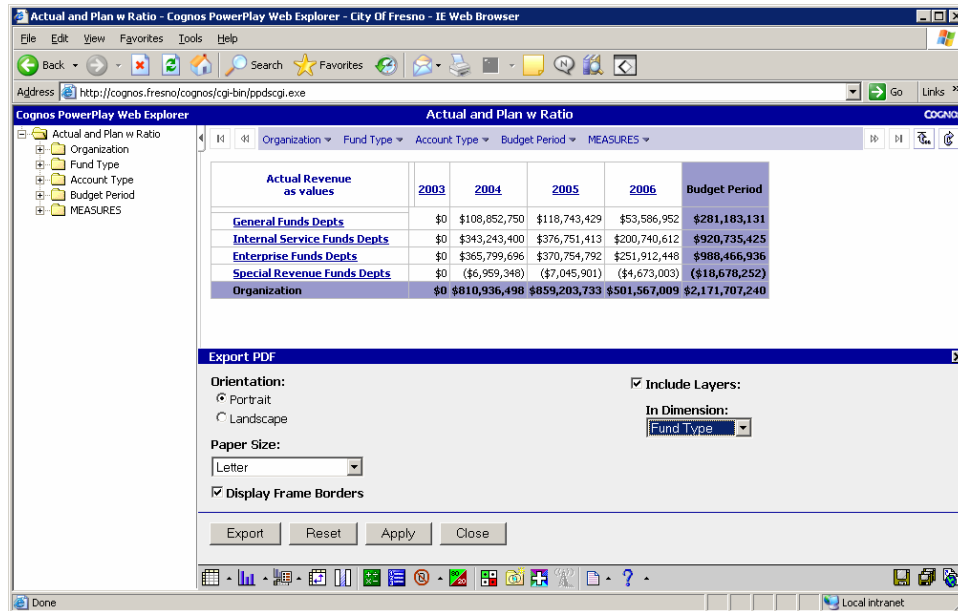 Actual and Plan w Ratio - Cognos PowerPlay Web Explorer - City Of Fresno - IE Web Browser
File Edit View Favorites Tools Help
Back Search Favorites
Address http://cognos.fresno/cognos/cgi-bin/ppdscgi.exe Go Links »
Cognos PowerPlay Web Explorer Actual and Plan w Ratio COGNOS
Actual and Plan w Ratio
Organization
Fund Type
Account Type
Budget Period
MEASURES
Organization Fund Type Account Type Budget Period MEASURES
Actual Revenue as values 2003 2004 2005 2006 Budget Period
General Funds Depts $0 $108,852,750 $118,743,429 $53,586,952 $281,183,131
Internal Service Funds Depts $0 $343,243,400 $376,751,413 $200,740,612 $920,735,425
Enterprise Funds Depts $0 $365,799,696 $370,754,792 $251,912,448 $988,466,936
Special Revenue Funds Depts $0 ($6,959,348) ($7,045,901) ($4,673,003) ($18,678,252)
Organization $0 $810,936,498 $859,203,733 $501,567,009 $2,171,707,240
Export PDF
Orientation:
Portrait
Landscape
Paper Size:
Letter
Display Frame Borders
Include Layers:
In Dimension:
Fund Type
Export Reset Apply Close
Done Local intranet